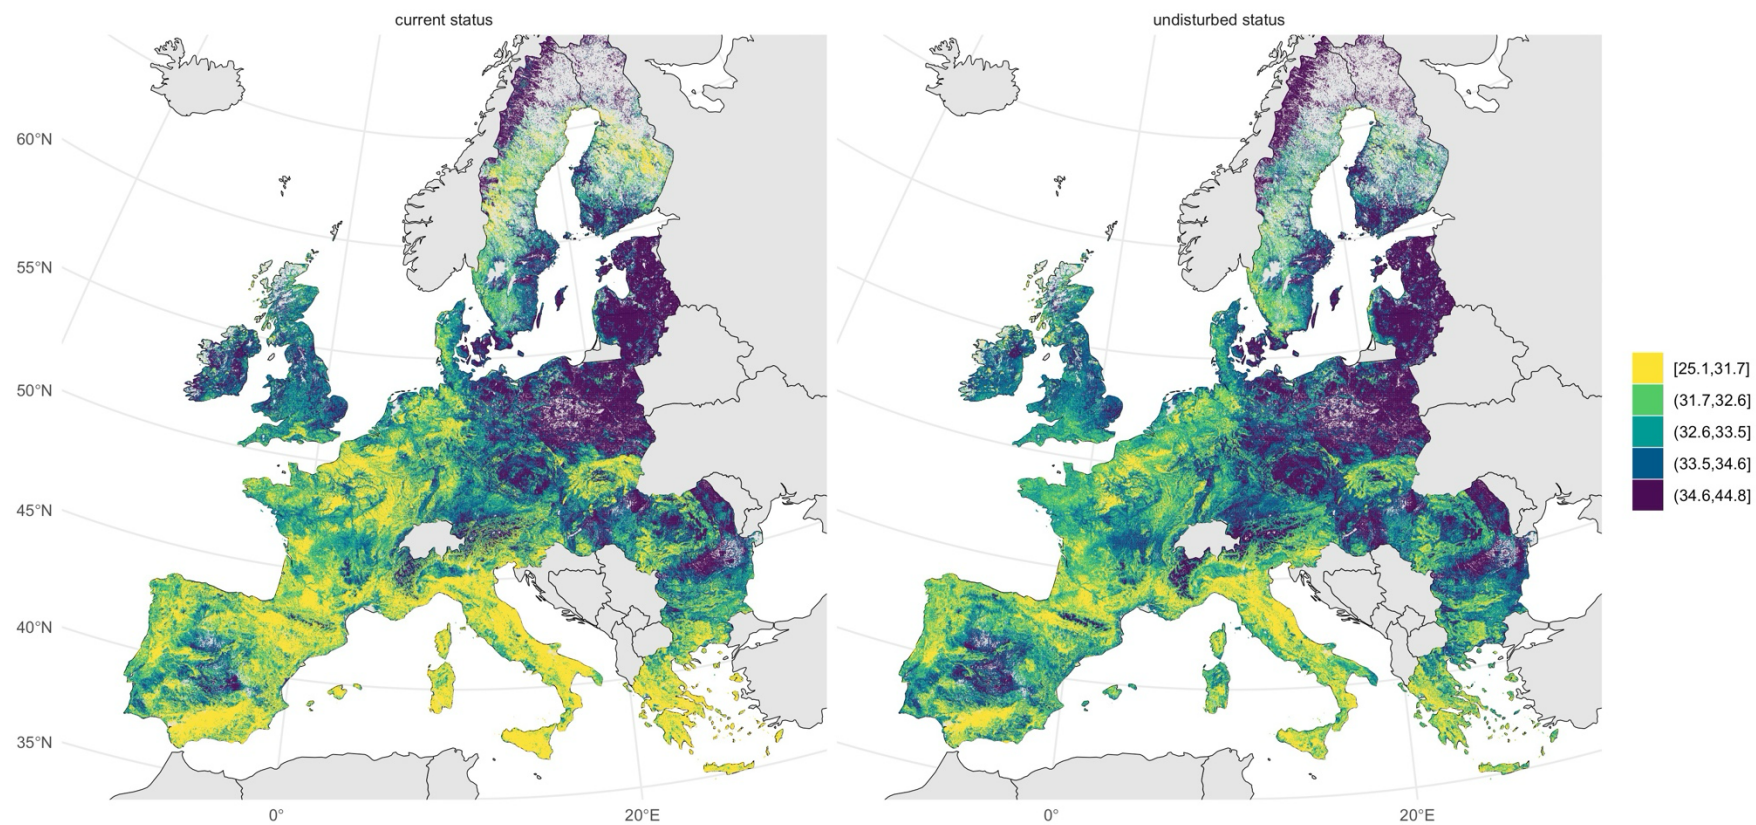 current status
undisturbed status
60°N
55°N
50°N
45°N
40°N
35°N
0°
20°E
0°
20°E
[25.1,31.7]
(31.7,32.6]
(32.6,33.5]
(33.5,34.6]
(34.6,44.8]